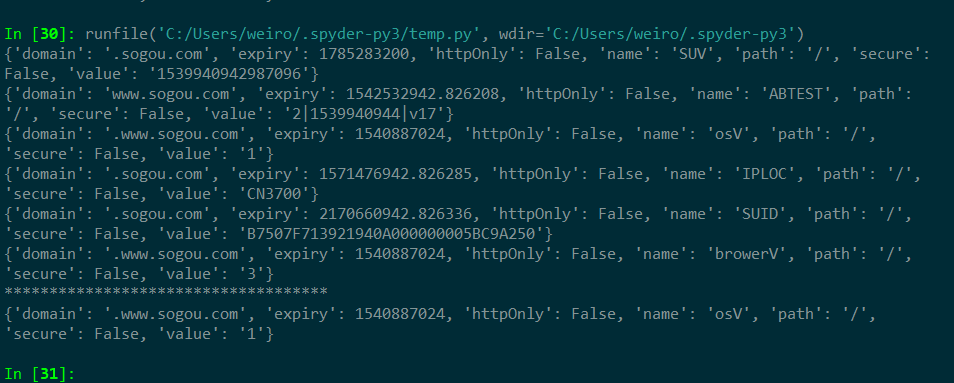 In [30]: runfile('C:/Users/weiro/.spyder-py3/temp.py', wdir='C:/Users/weiro/.spyder-py3')
{'domain': '.sogou.com', 'expiry': 1785283200, 'httpOnly': False, 'name': 'SUV', 'path': '/', 'secure':
False, 'value': '1539940942987096'}
{'domain': 'www.sogou.com', 'expiry': 1542532942.826208, 'httpOnly': False, 'name': 'ABTEST', 'path':
'/', 'secure': False, 'value': '2|1539940944|v17'}
{'domain': '.www.sogou.com', 'expiry': 1540887024, 'httpOnly': False, 'name': 'osV', 'path': '/',
'secure': False, 'value': '1'}
{'domain': '.sogou.com', 'expiry': 1571476942.826285, 'httpOnly': False, 'name': 'IPLOC', 'path': '/',
'secure': False, 'value': 'CN3700'}
{'domain': '.sogou.com', 'expiry': 2170660942.826336, 'httpOnly': False, 'name': 'SUID', 'path': '/',
'secure': False, 'value': 'B7507F713921940A000000005BC9A250'}
{'domain': '.www.sogou.com', 'expiry': 1540887024, 'httpOnly': False, 'name': 'browerV', 'path': '/',
'secure': False, 'value': '3'}
************************************
{'domain': '.www.sogou.com', 'expiry': 1540887024, 'httpOnly': False, 'name': 'osV', 'path': '/',
'secure': False, 'value': '1'}
In [31]: